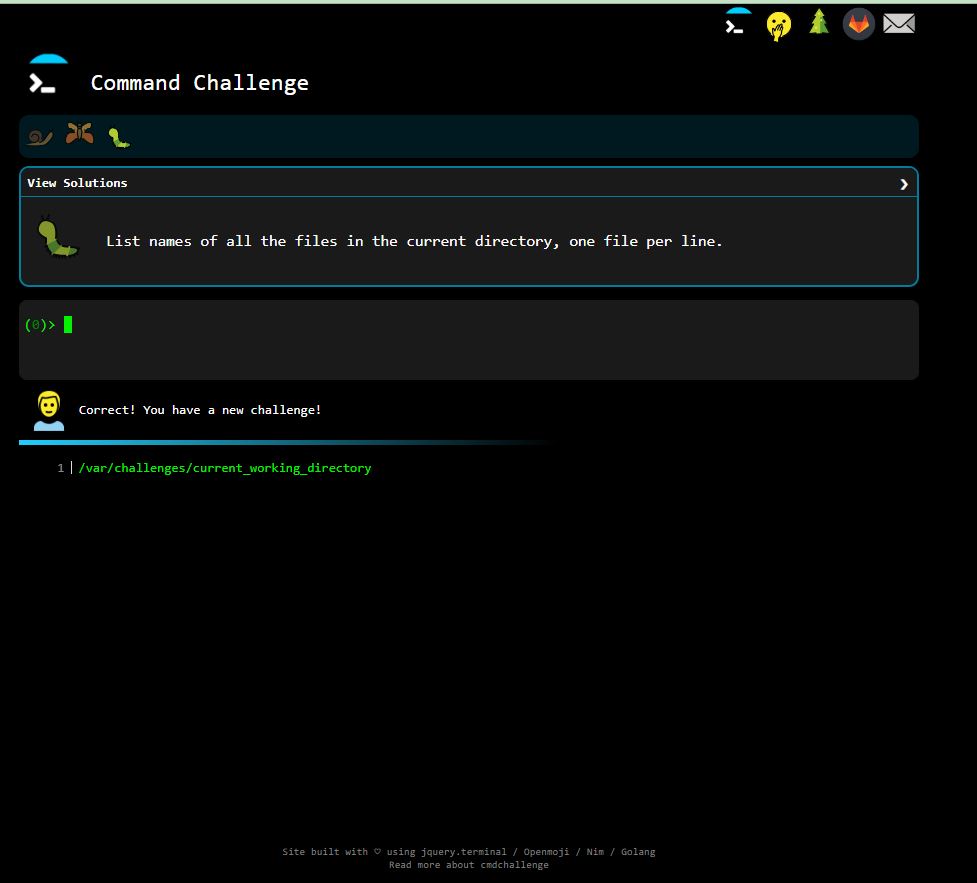 Command Challenge
View Solutions
List names of all the files in the current directory, one file per line.
(0)>
Correct! You have a new challenge!
1 /var/challenges/current_working_directory
Site built with ♡ using jquery.terminal / Openmoji / Nim / Golang
Read more about cmdchallenge